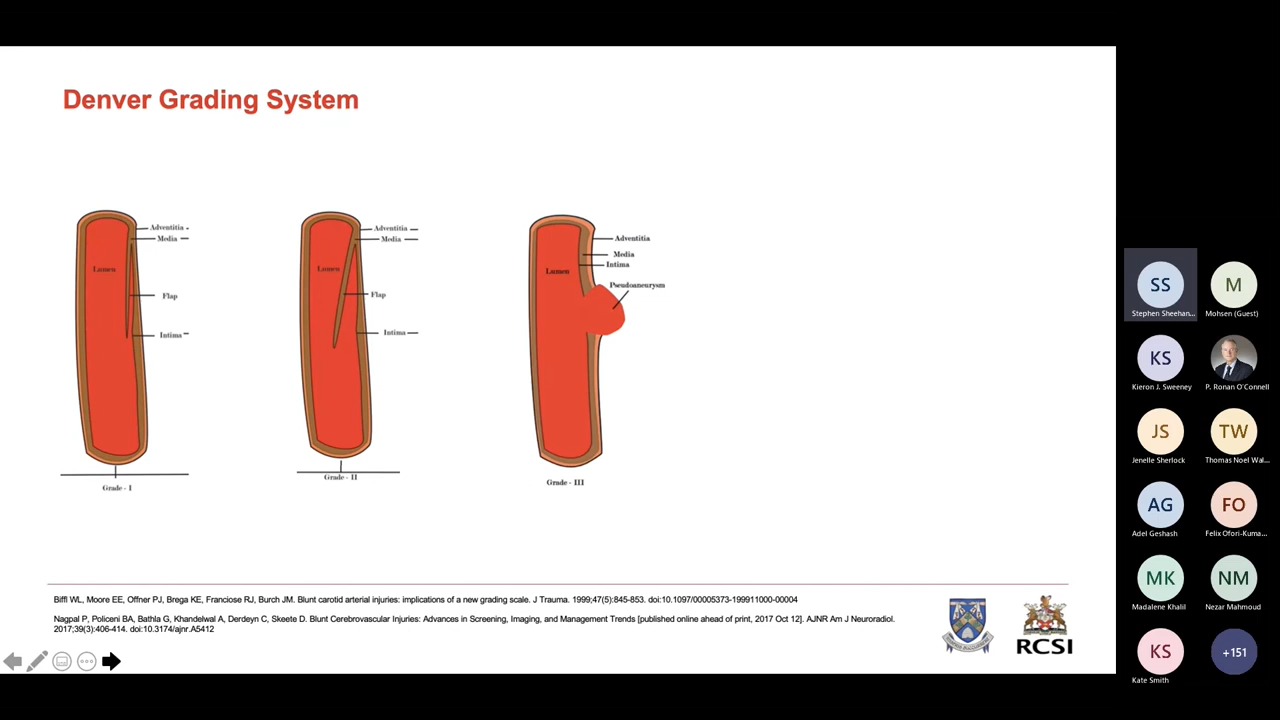 Denver Grading System
Adventitia
Media
Lumen
Flap
Intima
Grade - I
Adventitia
Media
Lumen
Flap
Intima
Grade - II
Adventitia
Media
Intima
Lumen
Pseudoaneurysm
Grade - III
Biffl WL, Moore EE, Offner PJ, Brega KE, Franciose RJ, Burch JM. Blunt carotid arterial injuries: implications of a new grading scale. J Trauma. 1999;47(5):845-853. doi:10.1097/00005373-199911000-00004
Nagpal P, Policeni BA, Bathla G, Khandelwal A, Derdeyn C, Skeete D. Blunt Cerebrovascular Injuries: Advances in Screening, Imaging, and Management Trends [published online ahead of print, 2017 Oct 12]. AJNR Am J Neuroradiol.
2017;39(3):406-414. doi:10.3174/ajnr.A5412
RCSI
SS
Stephen Sheehan...
M
Mohsen (Guest)
KS
Kieron J. Sweeney
P. Ronan O'Connell
JS
Jenelle Sherlock
TW
Thomas Noel Wal...
AG
Adel Geshash
FO
Felix Ofori-Kuma...
MK
Madalene Khalil
NM
Nezar Mahmoud
KS
Kate Smith
+151